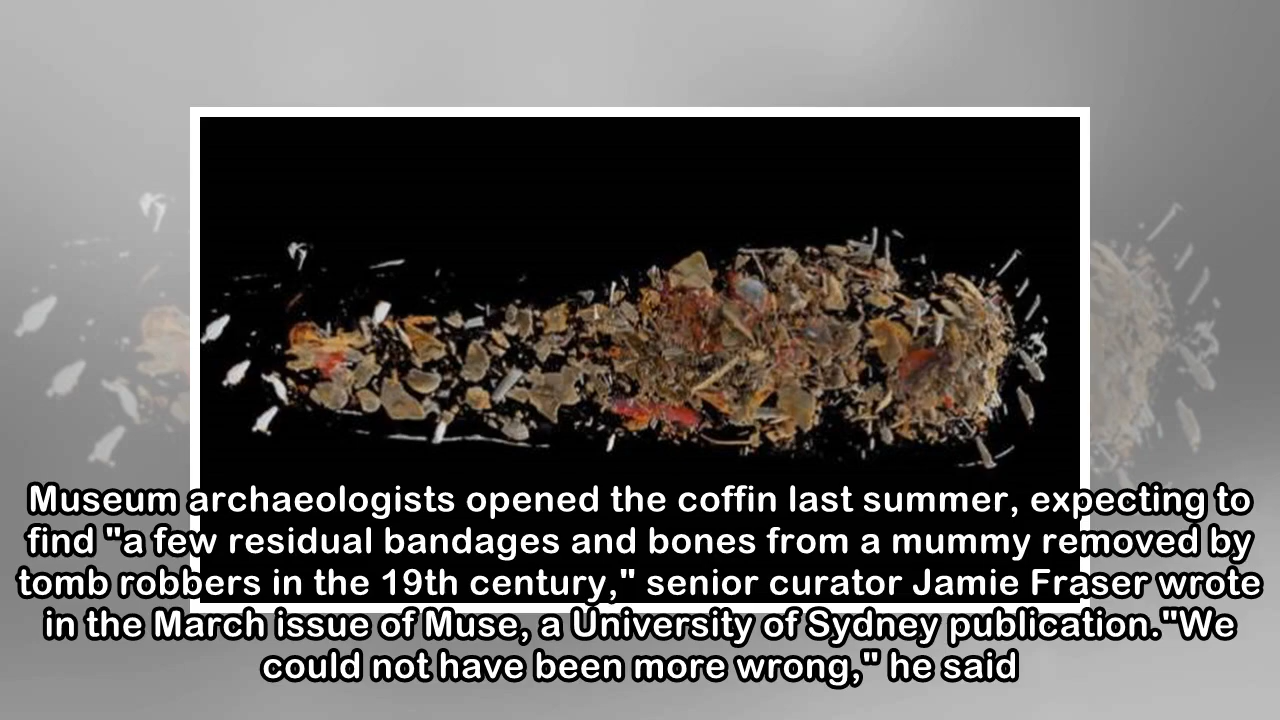 Museum archaeologists opened the coffin last summer, expecting to
find "a few residual bandages and bones from a mummy removed by
tomb robbers in the 19th century," senior curator Jamie Fraser wrote
in the March issue of Muse, a University of Sydney publication."We
could not have been more wrong," he said